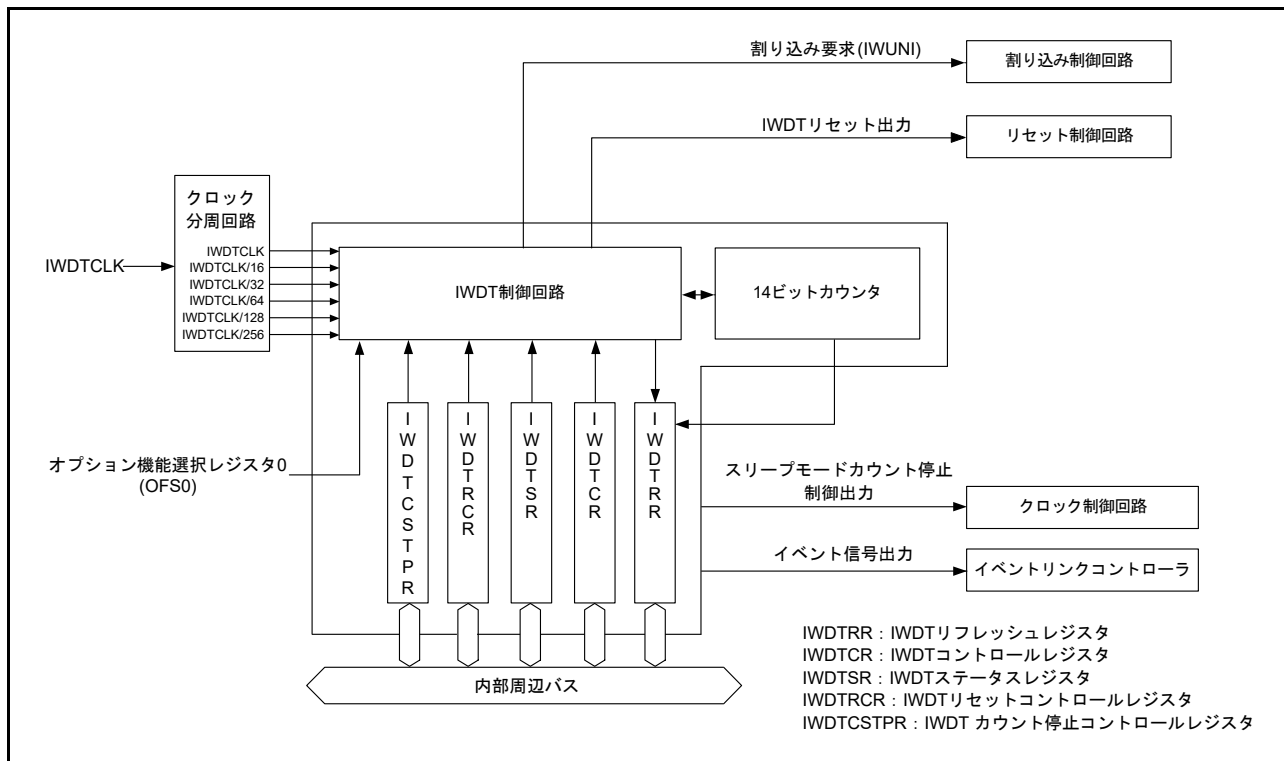 割り込み要求(IWUNI)
割り込み制御回路
IWDTリセット出力
リセット制御回路
クロック
分周回路
IWDTCLK
IWDTCLK
IWDTCLK/16
IWDTCLK/32
IWDTCLK/64
IWDTCLK/128
IWDTCLK/256
IWDT制御回路
14ビットカウンタ
オプション機能選択レジスタ0
(OFS0)
IWDTCSTPR
IWDTRCR
IWDTSR
IWDTCR
IWDTRR
スリープモードカウント停止
制御出力
クロック制御回路
イベント信号出力
イベントリンクコントローラ
内部周辺バス
IWDTRR：IWDTリフレッシュレジスタ
IWDTCR：IWDTコントロールレジスタ
IWDTSR：IWDTステータスレジスタ
IWDTRCR：IWDTリセットコントロールレジスタ
IWDTCSTPR：IWDT カウント停止コントロールレジスタ